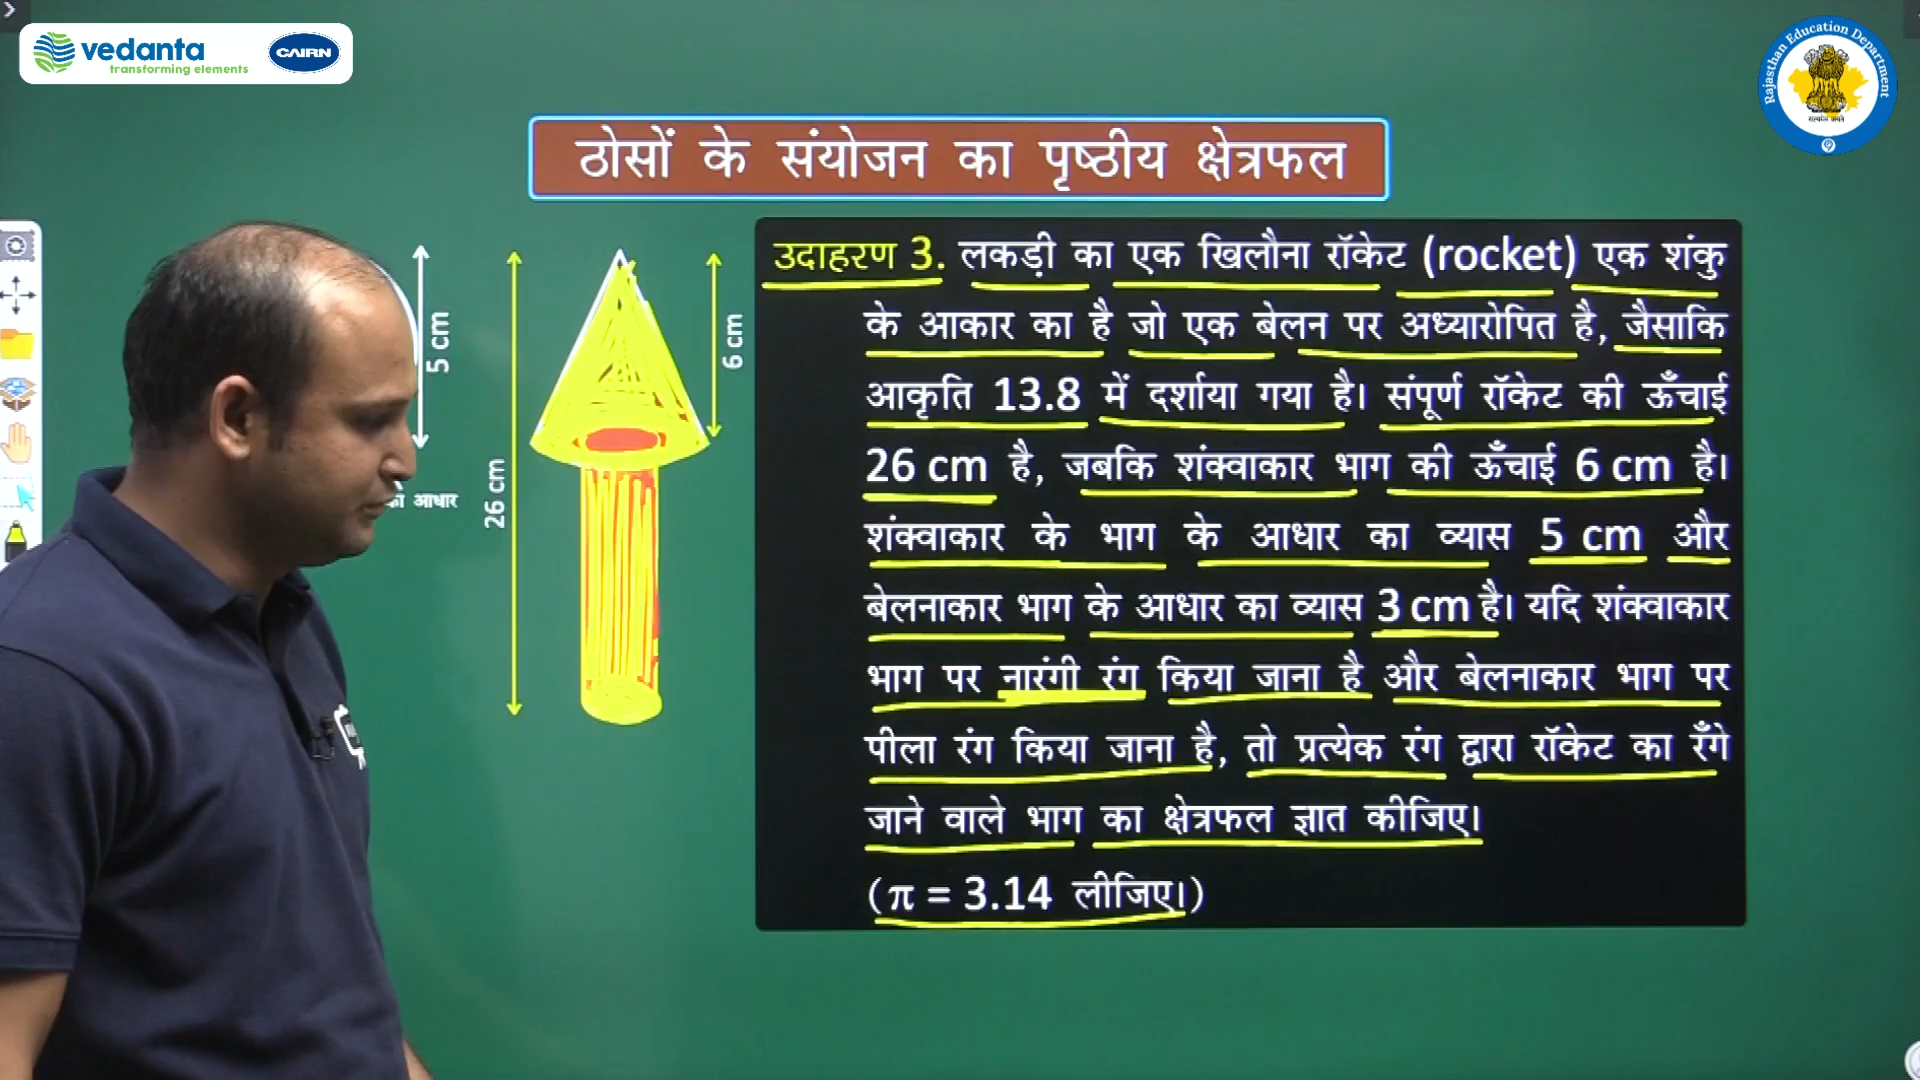 vedanta
transforming elements
CAIRN
Rajasthan Education Department
ठोसों के संयोजन का पृष्ठीय क्षेत्रफल
5 cm
आधार
26 cm
6 cm
उदाहरण 3. लकड़ी का एक खिलौना रॉकेट (rocket) एक शंकु
के आकार का है जो एक बेलन पर अध्यारोपित है, जैसाकि
आकृति 13.8 में दर्शाया गया है। संपूर्ण रॉकेट की ऊँचाई
26 cm है, जबकि शंक्वाकार भाग की ऊँचाई 6 cm है।
शंक्वाकार के भाग के आधार का व्यास 5 cm और
बेलनाकार भाग के आधार का व्यास 3 cm है। यदि शंक्वाकार
भाग पर नारंगी रंग किया जाना है और बेलनाकार भाग पर
पीला रंग किया जाना है, तो प्रत्येक रंग द्वारा रॉकेट का रँगे
जाने वाले भाग का क्षेत्रफल ज्ञात कीजिए।
(π = 3.14 लीजिए।)